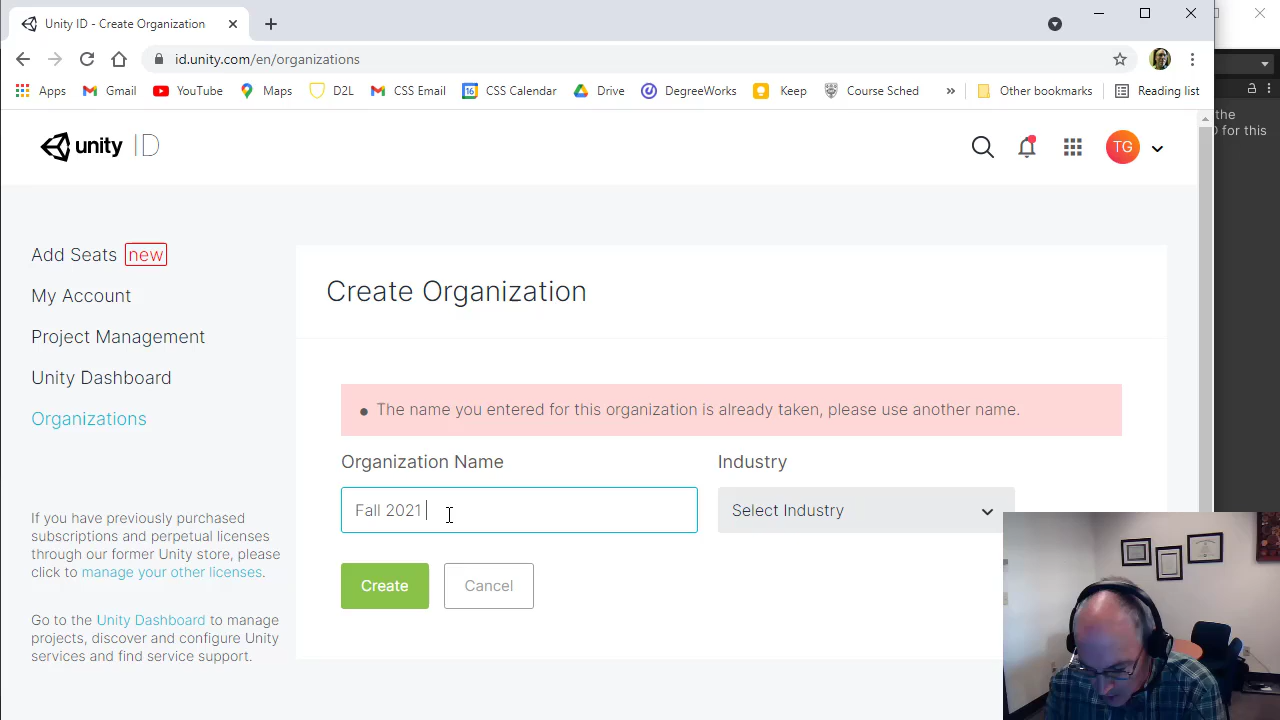 Unity ID - Create Organization
id.unity.com/en/organizations
Apps
Gmail
YouTube
Maps
D2L
CSS Email
16
CSS Calendar
Drive
DegreeWorks
Keep
Course Sched
»
Other bookmarks
Reading list
the
D for this
unity ID
TG
Add Seats new
My Account
Project Management
Unity Dashboard
Organizations
If you have previously purchased
subscriptions and perpetual licenses
through our former Unity store, please
click to manage your other licenses.
Go to the Unity Dashboard to manage
projects, discover and configure Unity
services and find service support.
Create Organization
The name you entered for this organization is already taken, please use another name.
Organization Name
Industry
Fall 2021
Select Industry
Create
Cancel